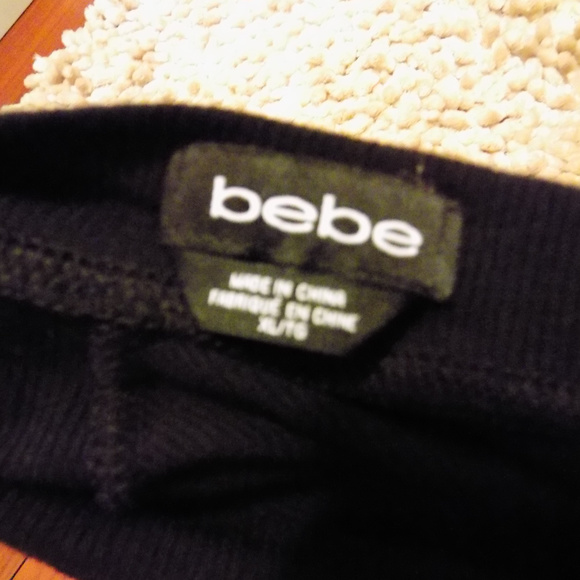 bebe
MADE IN CHINA
FABRIQUÉ EN CHINE
XL/TG